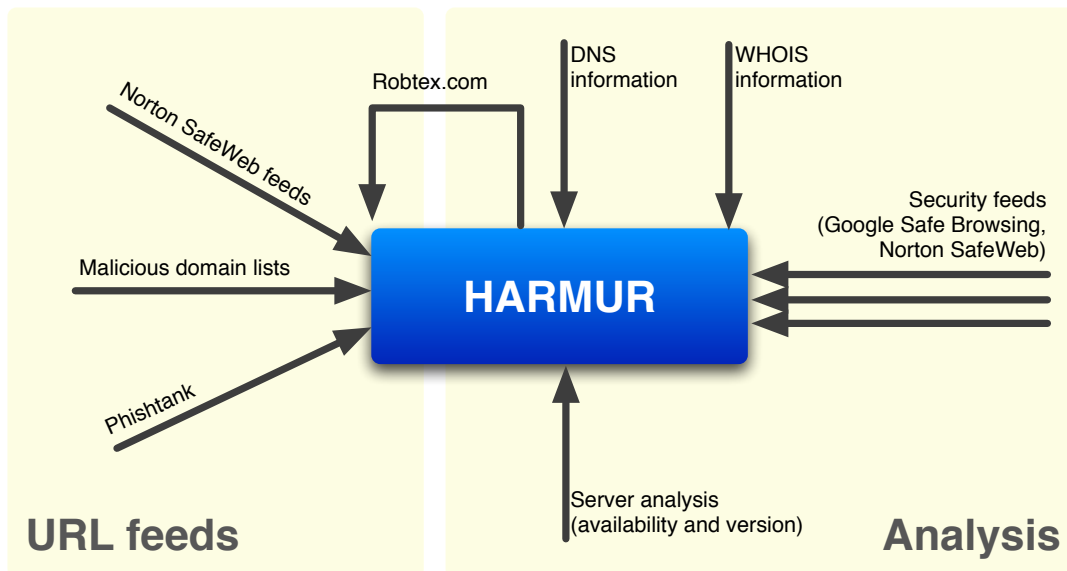 Robtex.com
DNS
information
WHOIS
information
Norton SafeWeb feeds
Malicious domain lists
Phishtank
HARMUR
Security feeds
(Google Safe Browsing,
Norton SafeWeb)
Server analysis
(availability and version)
URL feeds
Analysis